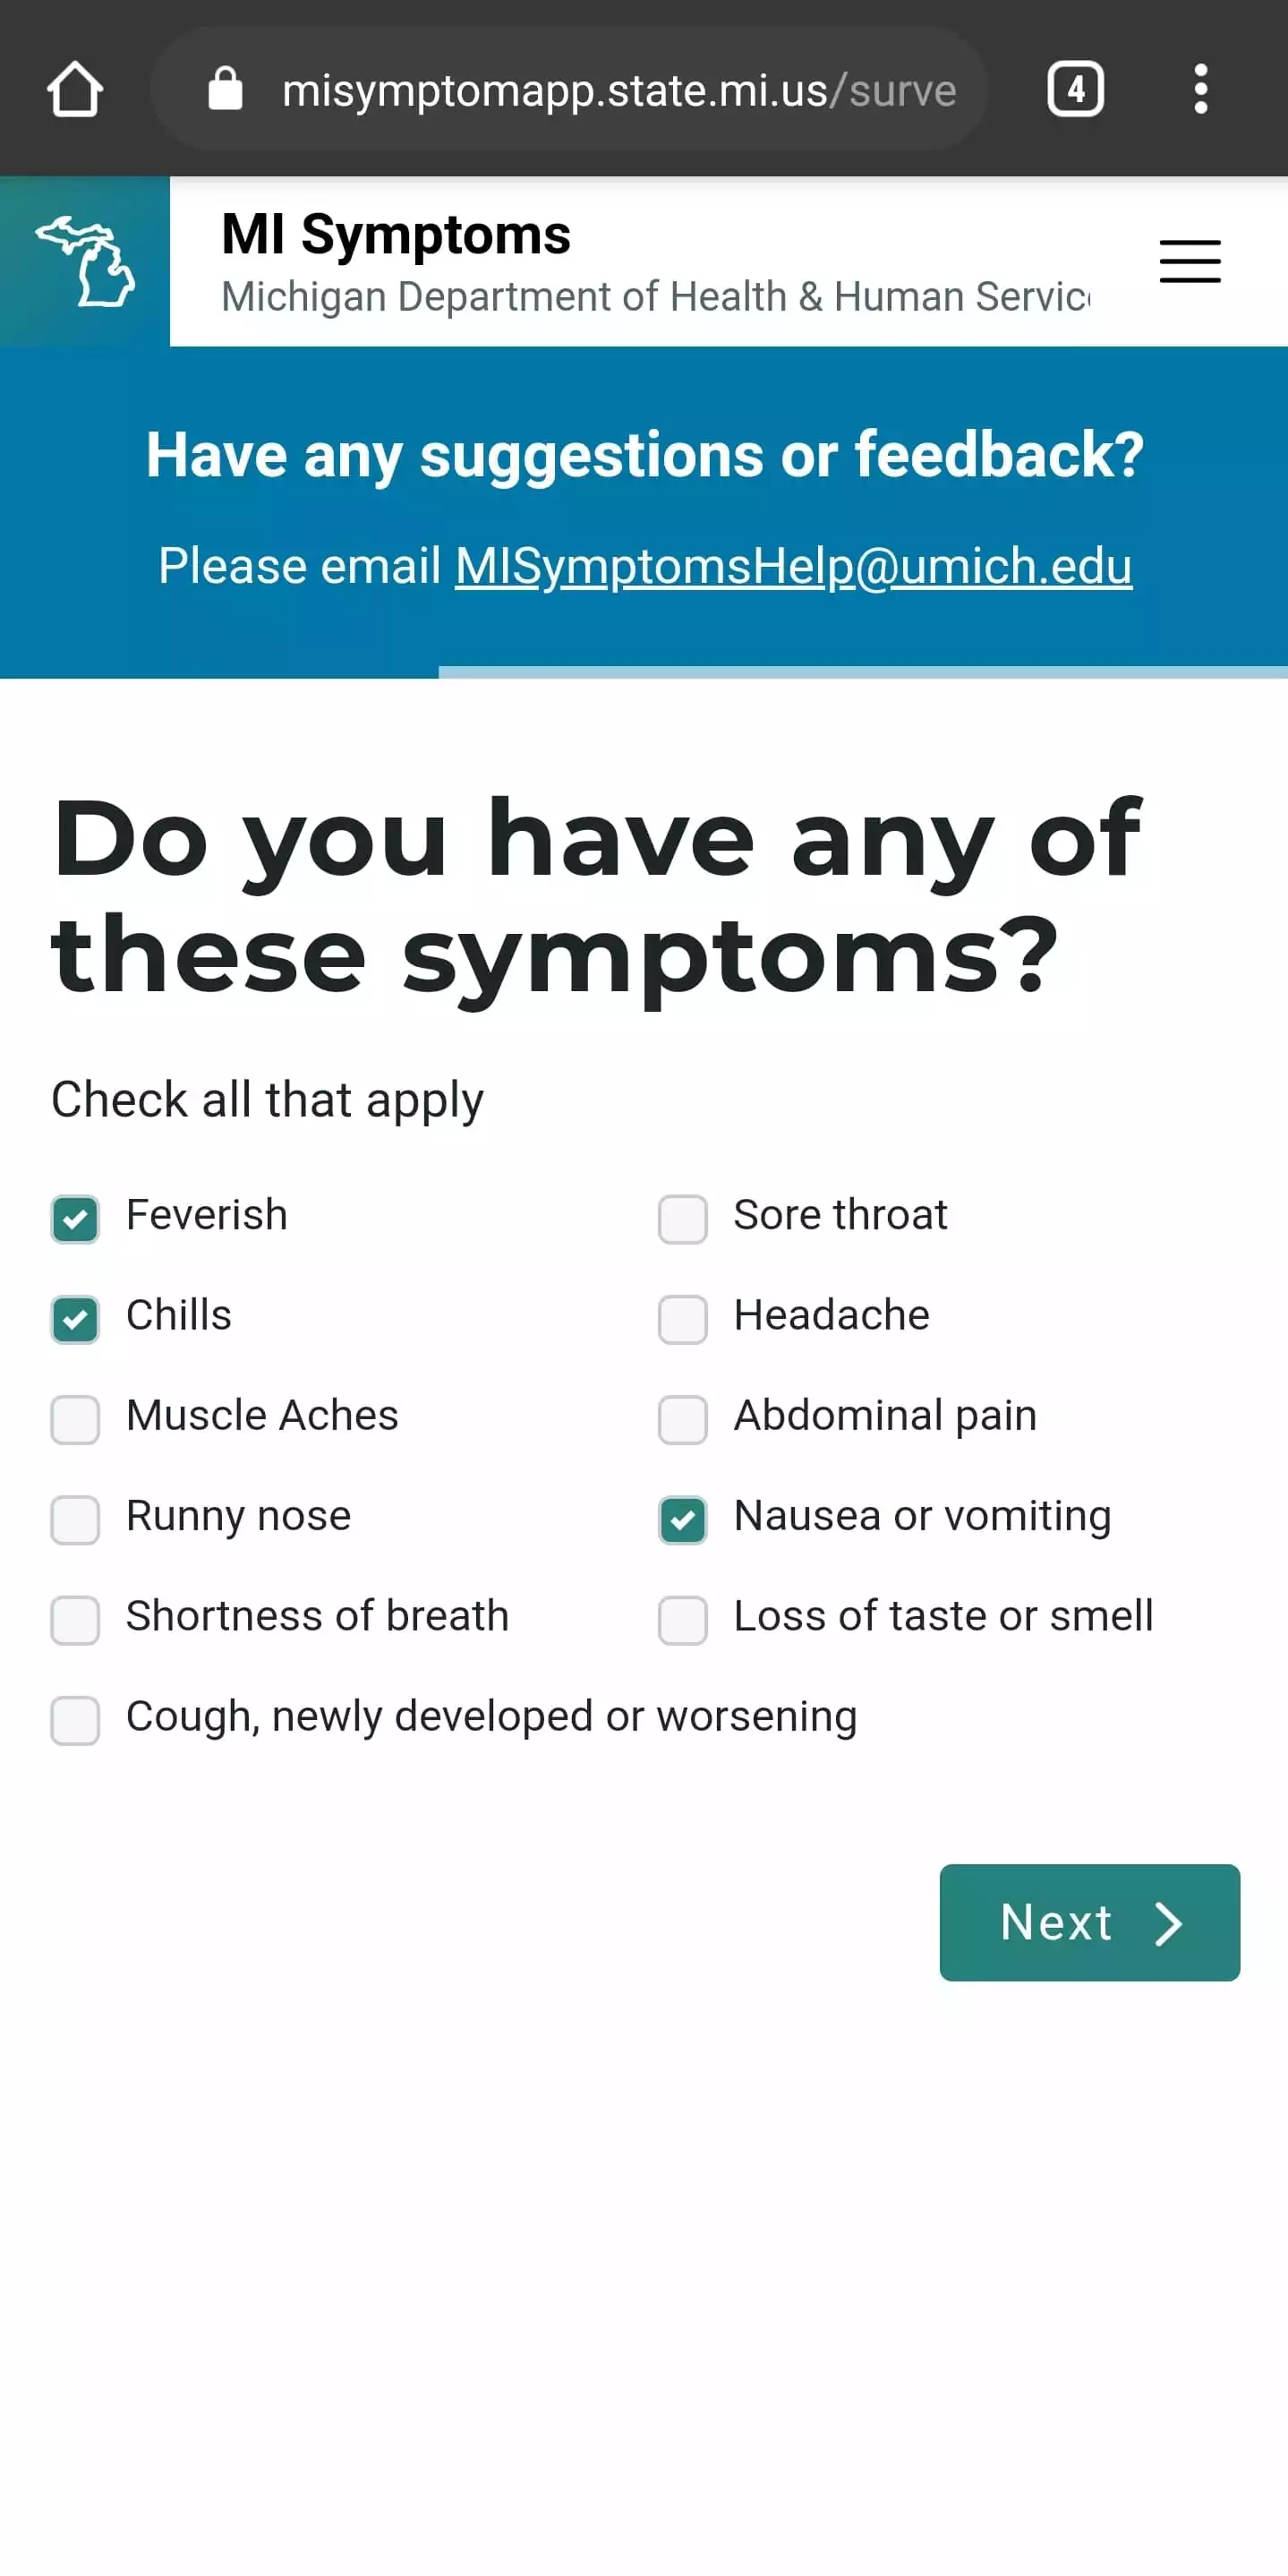 misymptomapp.state.mi.us/surve
4
MI Symptoms
Michigan Department of Health & Human Servic
Have any suggestions or feedback?
Please email MISymptomsHelp@umich.edu
Do you have any of
these symptoms?
Check all that apply
Feverish
Sore throat
Chills
Headache
Muscle Aches
Abdominal pain
Runny nose
Nausea or vomiting
Shortness of breath
Loss of taste or smell
Cough, newly developed or worsening
Next